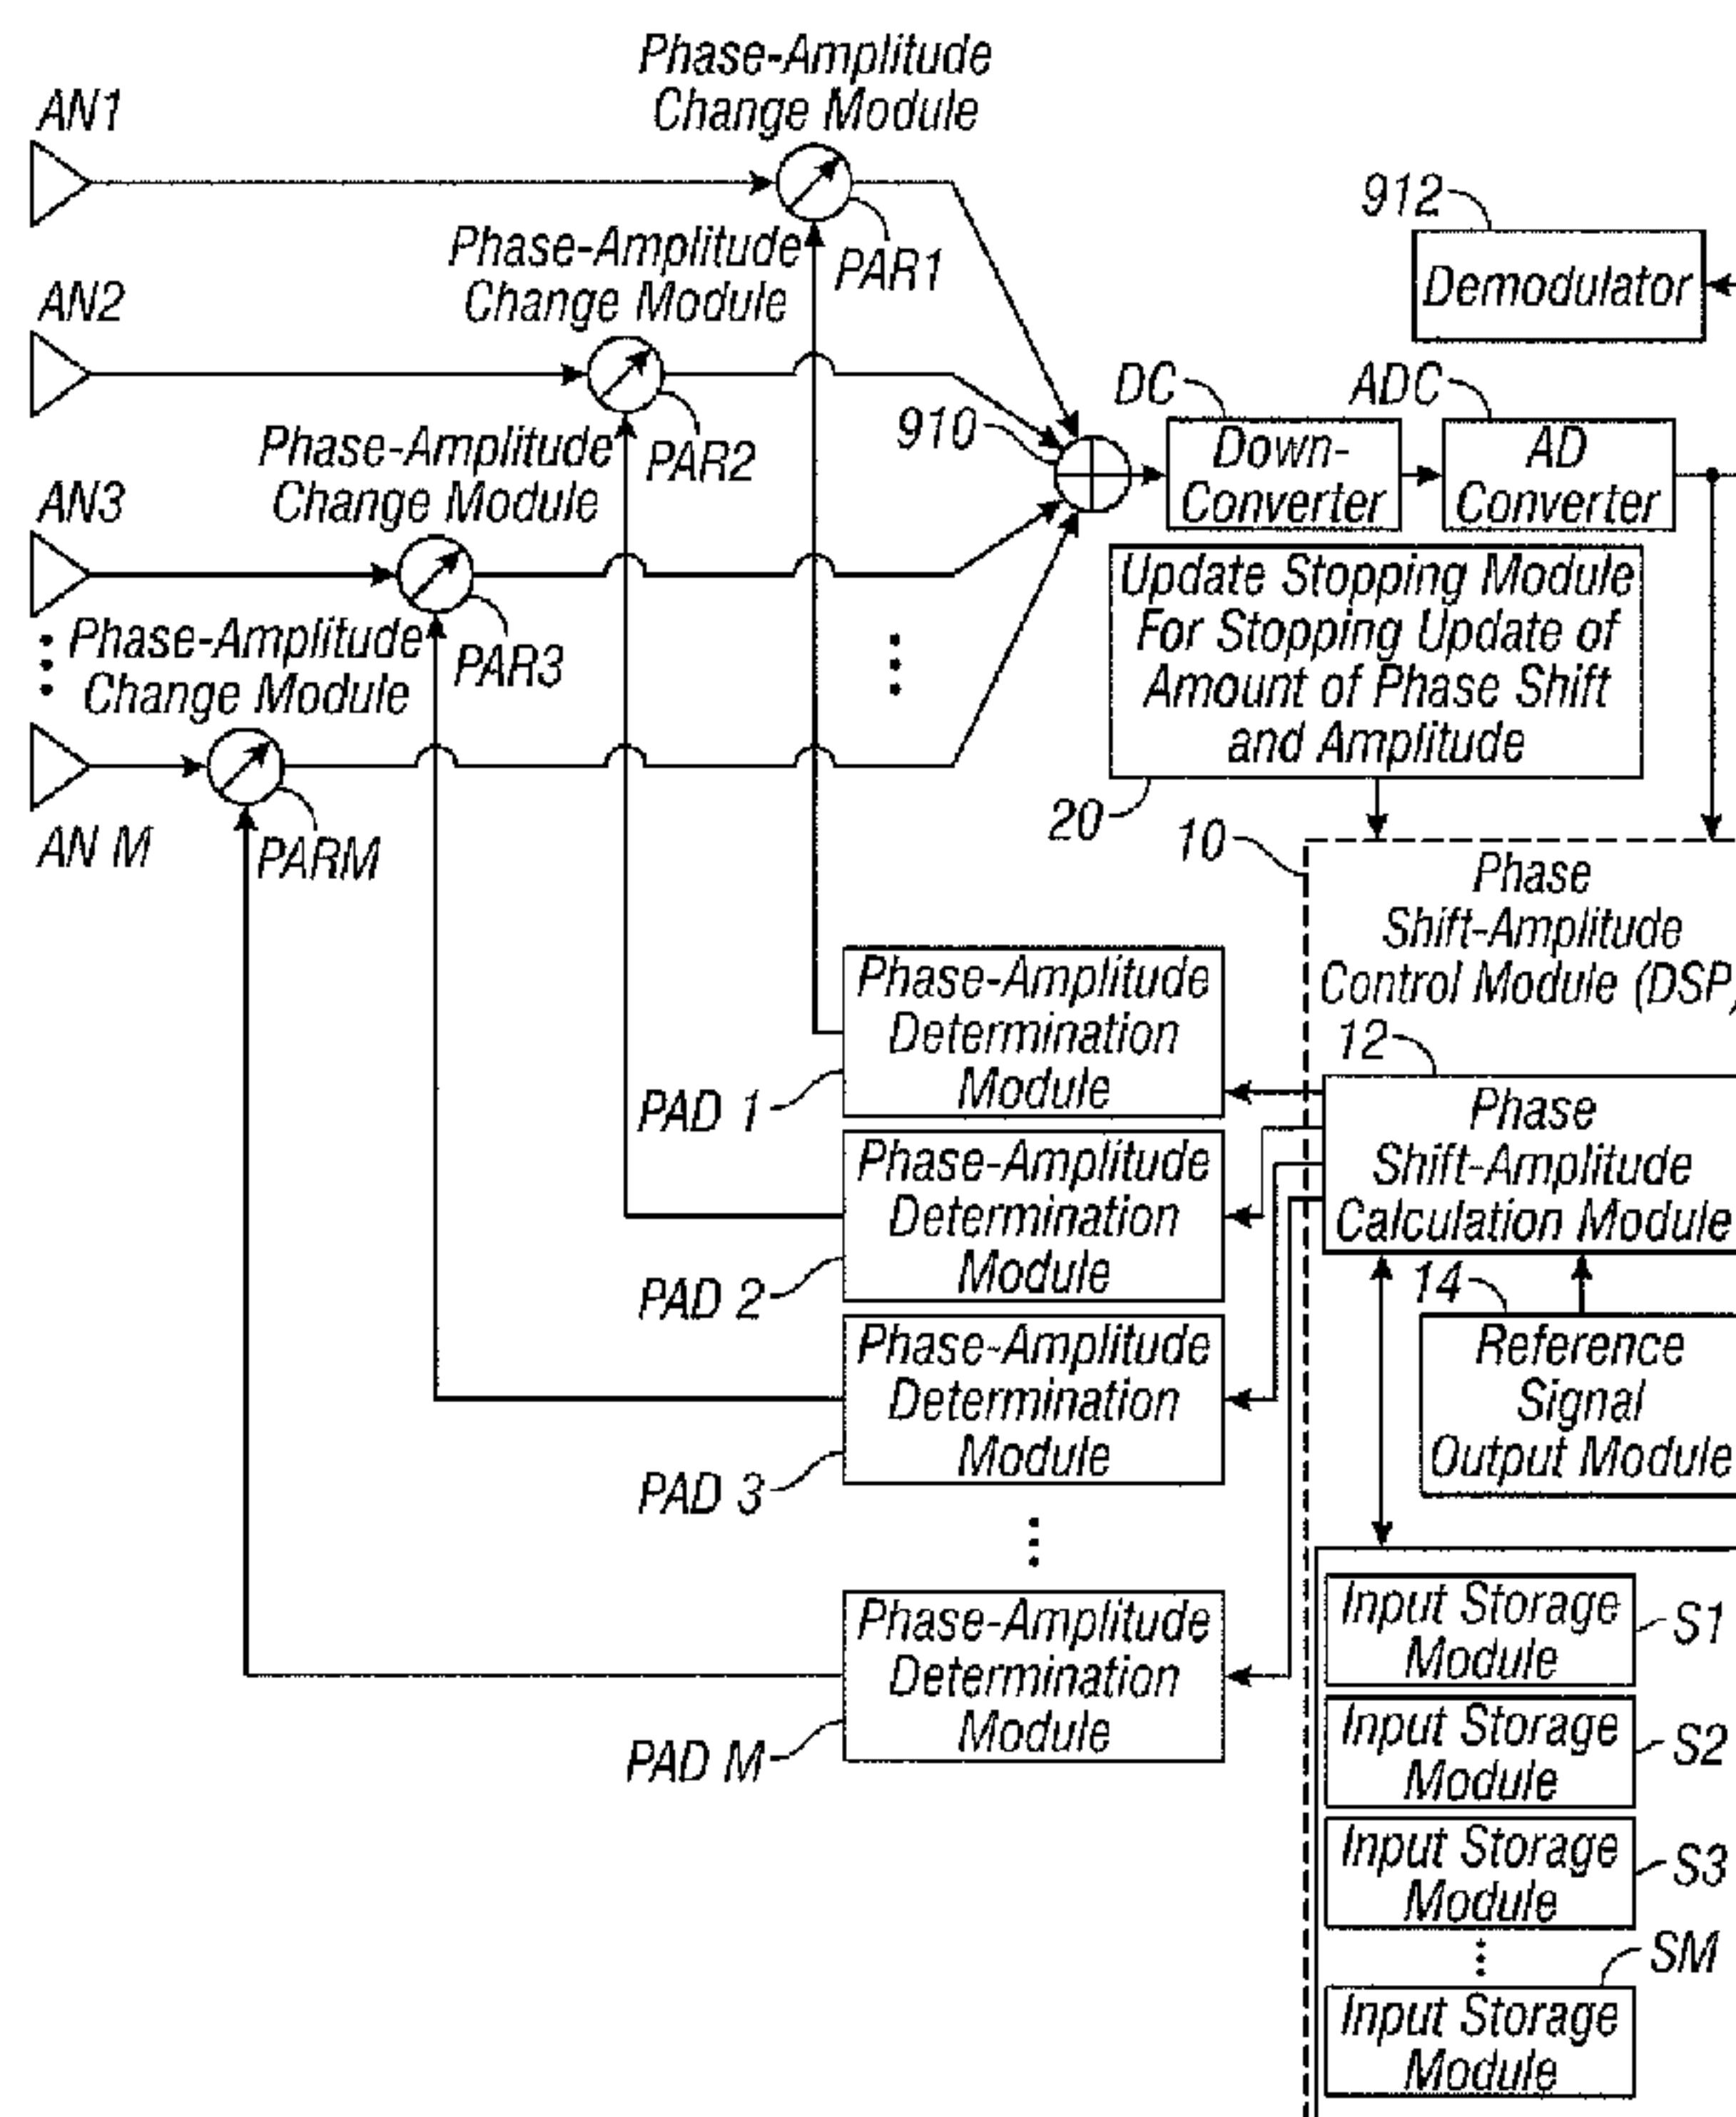 Phase-Amplitude
Change Module
AN1
PAR1
Phase-Amplitude
Change Module
AN2
PAR2
Phase-Amplitude
Change Module
AN3
PAR3
Phase-Amplitude
Change Module
AN M
PARM
912
Demodulator
910
DC
Down-
Converter
ADC
AD
Converter
Update Stopping Module
For Stopping Update of
Amount of Phase Shift
and Amplitude
20
10
Phase
Shift-Amplitude
Control Module (DSP)
12
Phase
Shift-Amplitude
Calculation Module
14
Reference
Signal
Output Module
Phase-Amplitude
Determination
Module
PAD 1
Phase-Amplitude
Determination
Module
PAD 2
Phase-Amplitude
Determination
Module
PAD 3
Phase-Amplitude
Determination
Module
PAD M
Input Storage
Module
S1
Input Storage
Module
S2
Input Storage
Module
S3
SM
Input Storage
Module